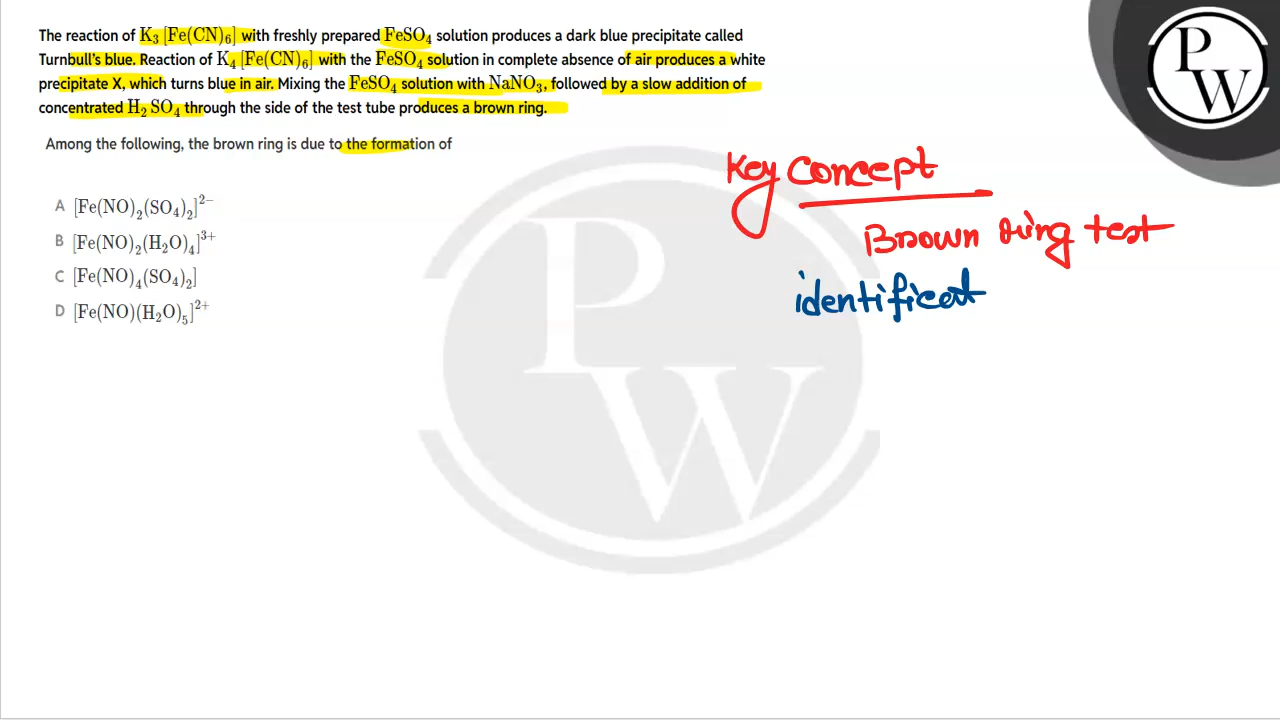 The reaction of K₃[Fe(CN)₆] with freshly prepared FeSO₄ solution produces a dark blue precipitate called
Turnbull's blue. Reaction of K₄[Fe(CN)₆] with the FeSO₄ solution in complete absence of air produces a white
precipitate X, which turns blue in air. Mixing the FeSO₄ solution with NaNO₃, followed by a slow addition of
concentrated H₂SO₄ through the side of the test tube produces a brown ring.
Among the following, the brown ring is due to the formation of
A [Fe(NO)₂(SO₄)₂]²⁻
B [Fe(NO)₂(H₂O)₄]³⁺
C [Fe(NO)₄(SO₄)₂]
D [Fe(NO)(H₂O)₅]²⁺
Key Concept
Brown ring test
identificat
P
W
P
W